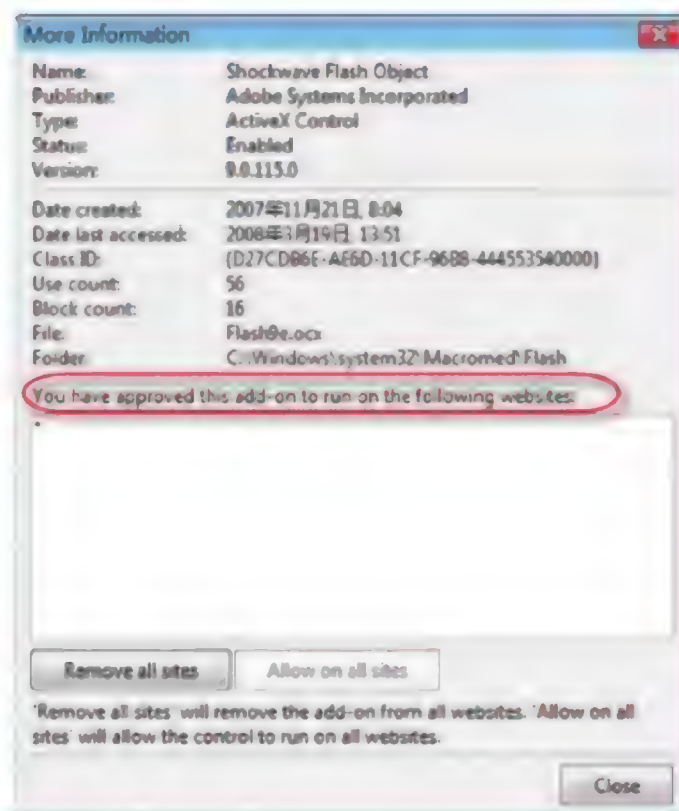 More Information
Name: Shockwave Flash Object
Publisher: Adobe Systems Incorporated
Type: ActiveX Control
Status: Enabled
Version: 9.0.115.0
Date created: 2007年11月21日, 8:04
Date last accessed: 2008年3月19日, 13:51
Class ID: {D27CDB6E-AE6D-11CF-96B8-444553540000}
Use count: 56
Block count: 16
File: Flash9e.ocx
Folder: C:\Windows\system32\Macromed\Flash
You have approved this add-on to run on the following websites:
*
Remove all sites
Allow on all sites
'Remove all sites' will remove the add-on from all websites. 'Allow on all
sites' will allow the control to run on all websites.
Close